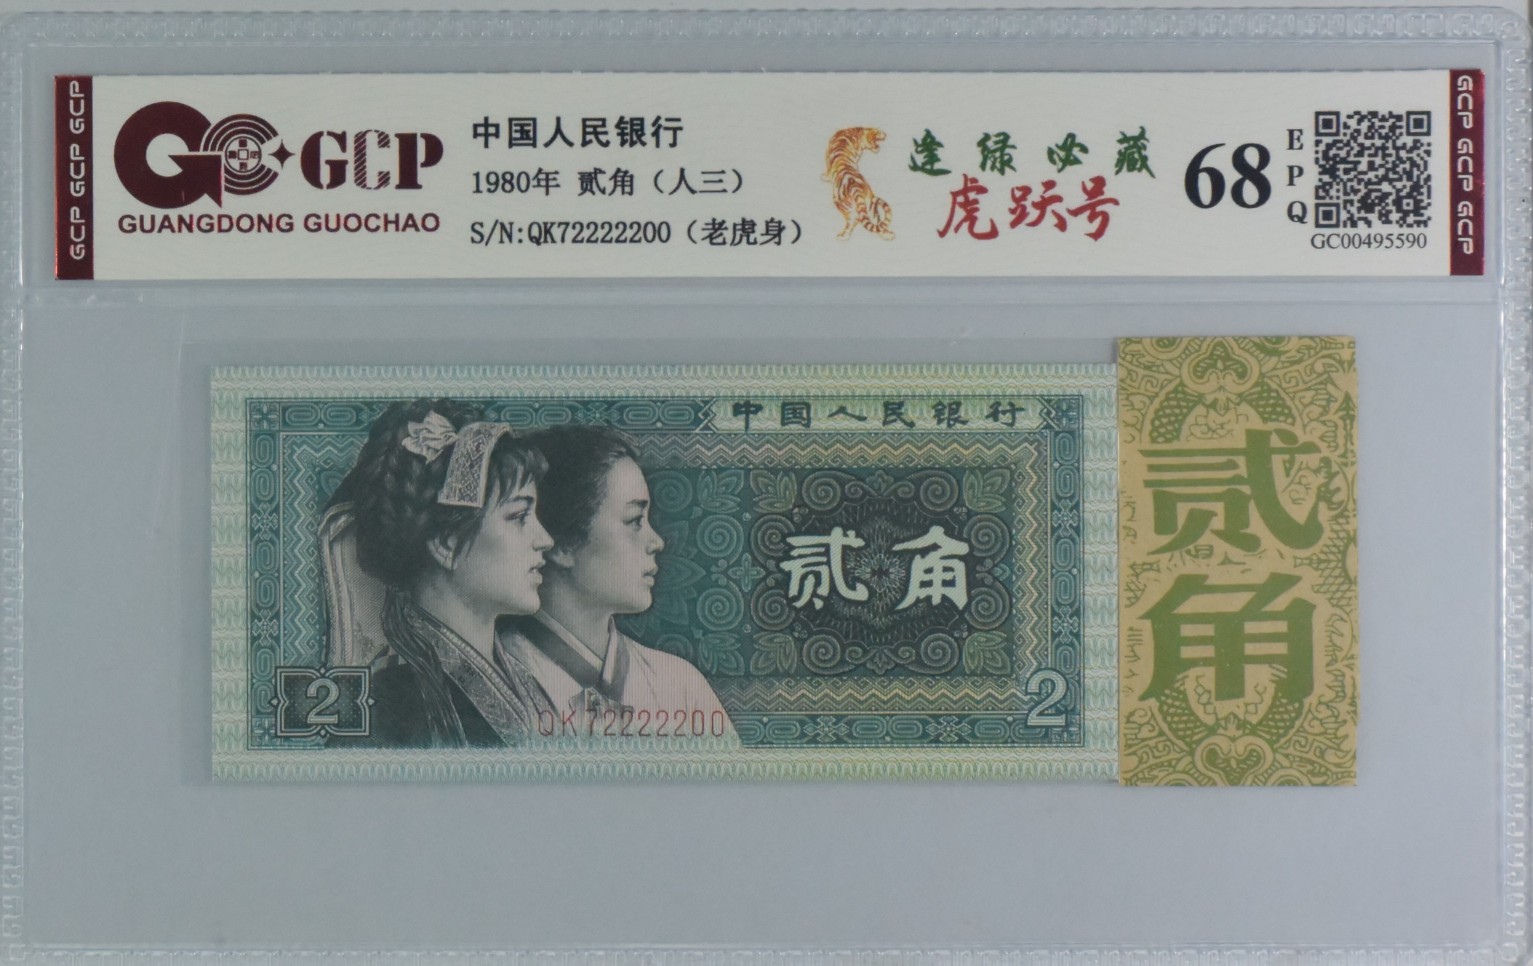 GCP GCP GCP
GCP
GUANGDONG GUOCHAO
中国人民银行
1980年 贰角（人三）
S/N:QK72222200（老虎身）
逢绿必藏
虎跃号
68
EPQ
GC00495590
GCP GCP GCP
中国人民银行
贰角
2
2
QK72222200
贰角